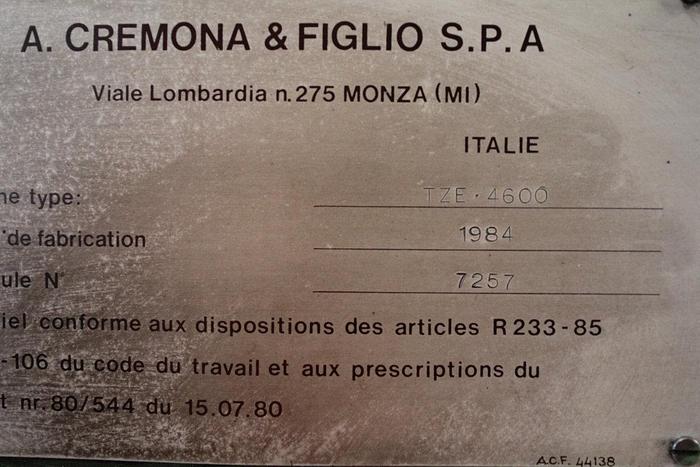 A. CREMONA & FIGLIO S.P.A
Viale Lombardia n.275 MONZA (MI)
ITALIE
ne type: TZE·4600
de fabrication 1984
ule N° 7257
iel conforme aux dispositions des articles R233-85
-106 du code du travail et aux prescriptions du
t nr.80/544 du 15.07.80
A.C.F. 44138